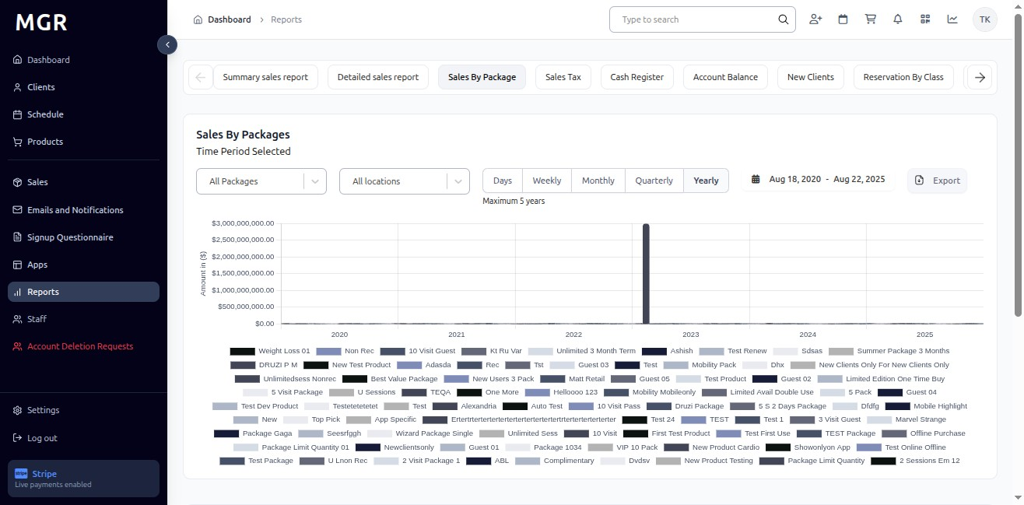 MGR
Dashboard
Clients
Schedule
Products
Sales
Emails and Notifications
Signup Questionnaire
Apps
Reports
Staff
Account Deletion Requests
Settings
Log out
Stripe
Live payments enabled
Dashboard > Reports
Type to search
TK
Summary sales report
Detailed sales report
Sales By Package
Sales Tax
Cash Register
Account Balance
New Clients
Reservation By Class
Sales By Packages
Time Period Selected
All Packages
All locations
Days Weekly Monthly Quarterly Yearly
Maximum 5 years
Aug 18, 2020 - Aug 22, 2025
Export
Amount in ($)
$3,000,000,000.00
$2,500,000,000.00
$2,000,000,000.00
$1,500,000,000.00
$1,000,000,000.00
$500,000,000.00
$0.00
2020 2021 2022 2023 2024 2025
Weight Loss 01 Non Rec 10 Visit Guest Kt Ru Var Unlimited 3 Month Term Ashish Test Renew Sdsas Summer Package 3 Months
DRUZI P M New Test Product Adasda Rec Tst Guest 03 Test Mobility Pack Dhx New Clients Only For New Clients Only
Unlimitedsess Nonrec Best Value Package New Users 3 Pack Matt Retail Guest 05 Test Product Guest 02 Limited Edition One Time Buy
5 Visit Package U Sessions TEQA One More Helloooo 123 Mobility Mobileonly Limited Avail Double Use 5 Pack Guest 04
Test Dev Product Testetetetetet Test Alexandria Auto Test 10 Visit Pass Druzi Package 5 S 2 Days Package Dfdfg Mobile Highlight
New Top Pick App Specific Test 24 TEST Test 1 3 Visit Guest Marvel Strange
Package Gaga Seesrfggh Wizard Package Single Unlimited Sess 10 Visit First Test Product Test First Use TEST Package Offline Purchase
Package Limit Quantity 01 Newclientsonly Guest 01 Package 1034 VIP 10 Pack New Product Cardio Showonlyon App Test Online Offline
Test Package U Lnon Rec 2 Visit Package 1 ABL Complimentary Dvdsv New Product Testing Package Limit Quantity 2 Sessions Em 12